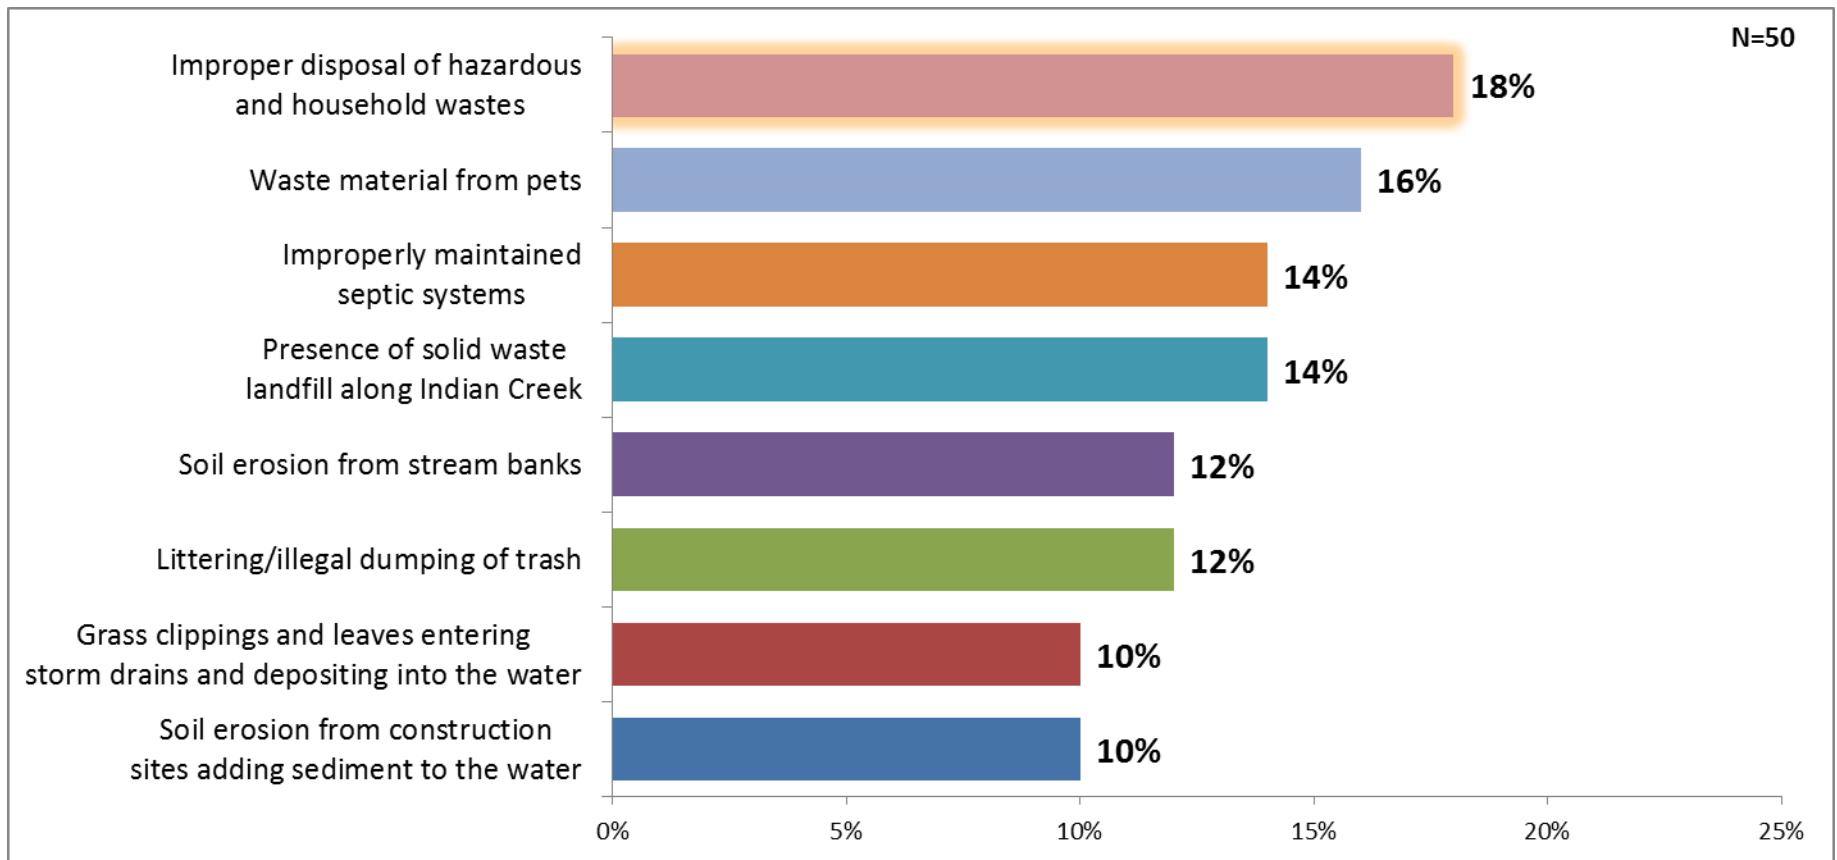 N=50
Improper disposal of hazardous
and household wastes
18%
Waste material from pets
16%
Improperly maintained
septic systems
14%
Presence of solid waste
landfill along Indian Creek
14%
Soil erosion from stream banks
12%
Littering/illegal dumping of trash
12%
Grass clippings and leaves entering
storm drains and depositing into the water
10%
Soil erosion from construction
sites adding sediment to the water
10%
0% 5% 10% 15% 20% 25%